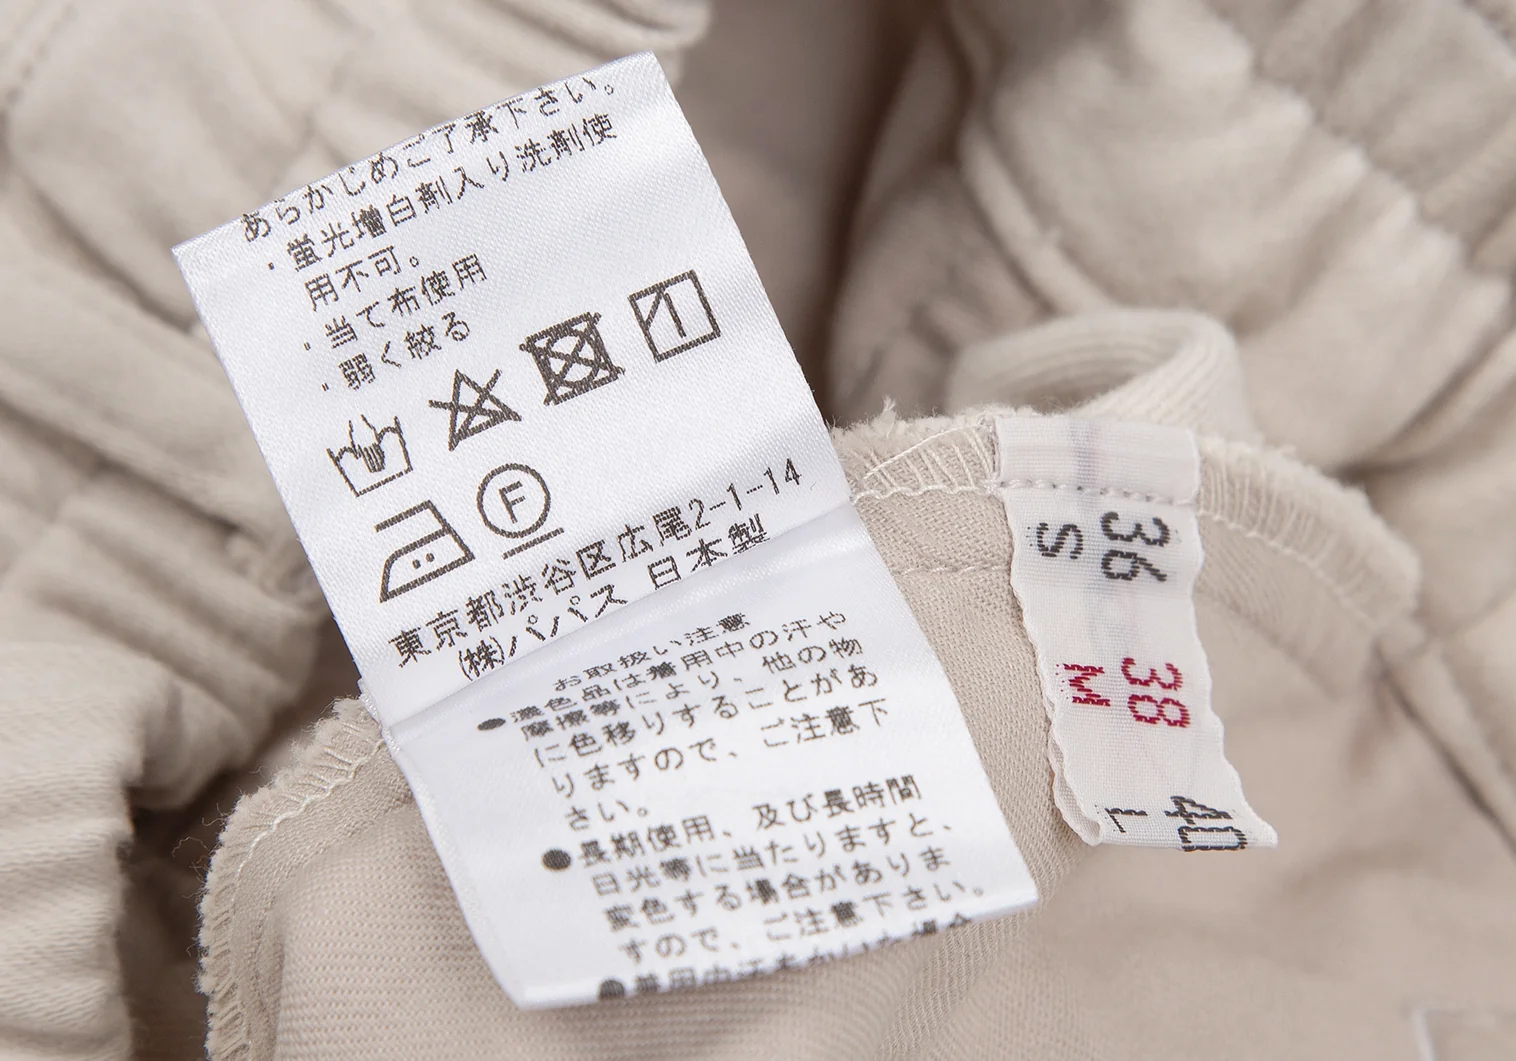 あらかじめご了承下さい。
・蛍光増白剤入り洗剤使
用不可。
・当て布使用
・弱く絞る
F
東京都渋谷区広尾2-1-14
(株)パパス 日本製
お取扱い注意
●濃色品は着用中の汗や
摩擦等により、他の物
に色移りすることがあ
りますので、ご注意下
さい。
●長期使用、及び長時間
日光等に当たりますと、
変色する場合がありま
すので、ご注意下さい。
36
S
38
M
40